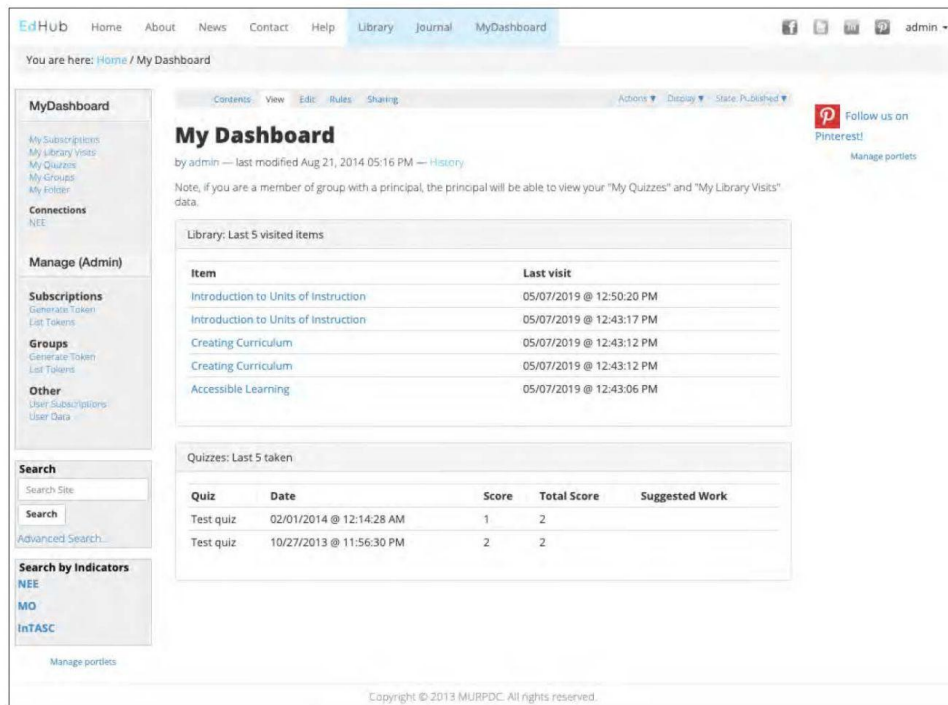 EdHub Home About News Contact Help Library Journal MyDashboard admin
You are here: Home / My Dashboard
MyDashboard
My Subscriptions
My Library Visits
My Quizzes
My Groups
My Folder
Connections
NEE
Manage (Admin)
Subscriptions
Generate Token
List Tokens
Groups
Generate Token
List Tokens
Other
User Subscriptions
User Data
Search
Search Site
Search
Advanced Search...
Search by Indicators
NEE
MO
InTASC
Manage portlets
Contents View Edit Rules Sharing Actions ▼ Display ▼ State: Published ▼
My Dashboard
by admin — last modified Aug 21, 2014 05:16 PM — History
Note, if you are a member of group with a principal, the principal will be able to view your "My Quizzes" and "My Library Visits"
data.
Library: Last 5 visited items
Item Last visit
Introduction to Units of Instruction 05/07/2019 @ 12:50:20 PM
Introduction to Units of Instruction 05/07/2019 @ 12:43:17 PM
Creating Curriculum 05/07/2019 @ 12:43:12 PM
Creating Curriculum 05/07/2019 @ 12:43:12 PM
Accessible Learning 05/07/2019 @ 12:43:06 PM
Quizzes: Last 5 taken
Quiz Date Score Total Score Suggested Work
Test quiz 02/01/2014 @ 12:14:28 AM 1 2
Test quiz 10/27/2013 @ 11:56:30 PM 2 2
Follow us on
Pinterest!
Manage portlets
Copyright © 2013 MURPDC. All rights reserved.